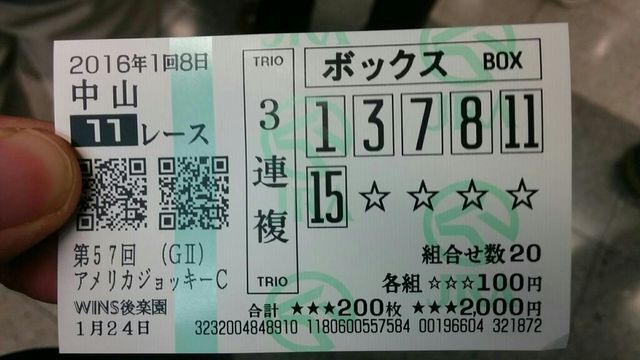 2016年1回8日
中山
11レース
第57回 (GII)
アメリカジョッキーC
WINS後楽園
1月24日
TRIO
3連複
TRIO
ボックス BOX
1 3 7 8 11
15 ☆ ☆ ☆ ☆
組合せ数20
各組 ☆☆☆100円
合計 ★★★200枚 ★★★2,000円
3232004848910 1180600557584 00196604 321872
JRA